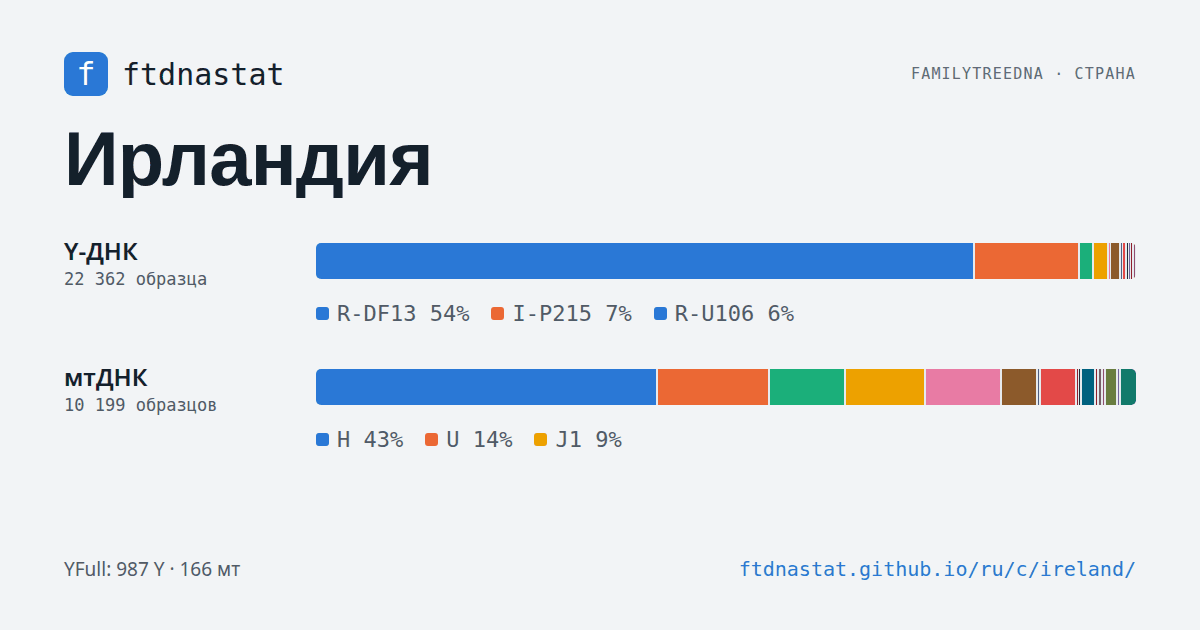 f ftdnastat
FAMILYTREEDNA · СТРАНА
Ирландия
Y-ДНК
22 362 образца
R-DF13 54% I-P215 7% R-U106 6%
мтДНК
10 199 образцов
H 43% U 14% J1 9%
YFull: 987 Y · 166 мт
ftdnastat.github.io/ru/c/ireland/